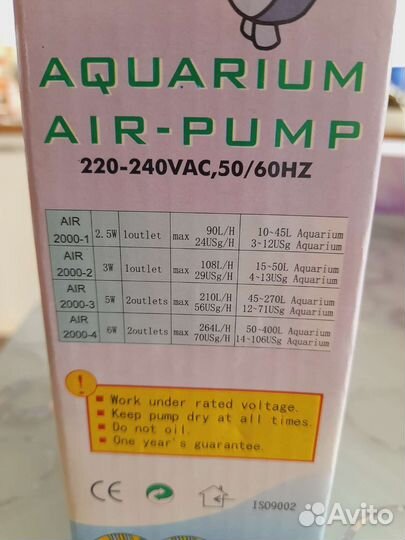 AQUARIUM
AIR-PUMP
220-240VAC,50/60HZ
AIR 2000-1 2.5W 1outlet max 90L/H 24USg/H 10~45L Aquarium 3~12USg Aquarium
AIR 2000-2 3W 1outlet max 108L/H 29USg/H 15~50L Aquarium 4~13USg Aquarium
AIR 2000-3 5W 2outlets max 210L/H 56USg/H 45~270L Aquarium 12~71USg Aquarium
AIR 2000-4 6W 2outlets max 264L/H 70USg/H 50~400L Aquarium 14~106USg Aquarium
!
Work under rated voltage.
Keep pump dry at all times.
Do not oil.
One year's guarantee.
CE
ISO9002
Avito